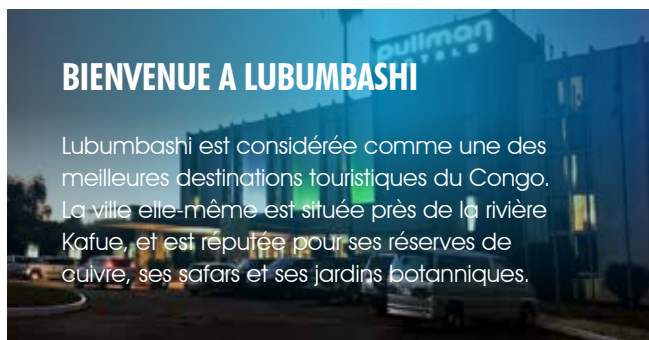 pullman
HOTELS
BIENVENUE A LUBUMBASHI
Lubumbashi est considérée comme une des
meilleures destinations touristiques du Congo.
La ville elle-même est située près de la rivière
Kafue, et est réputée pour ses réserves de
cuivre, ses safars et ses jardins botanniques.